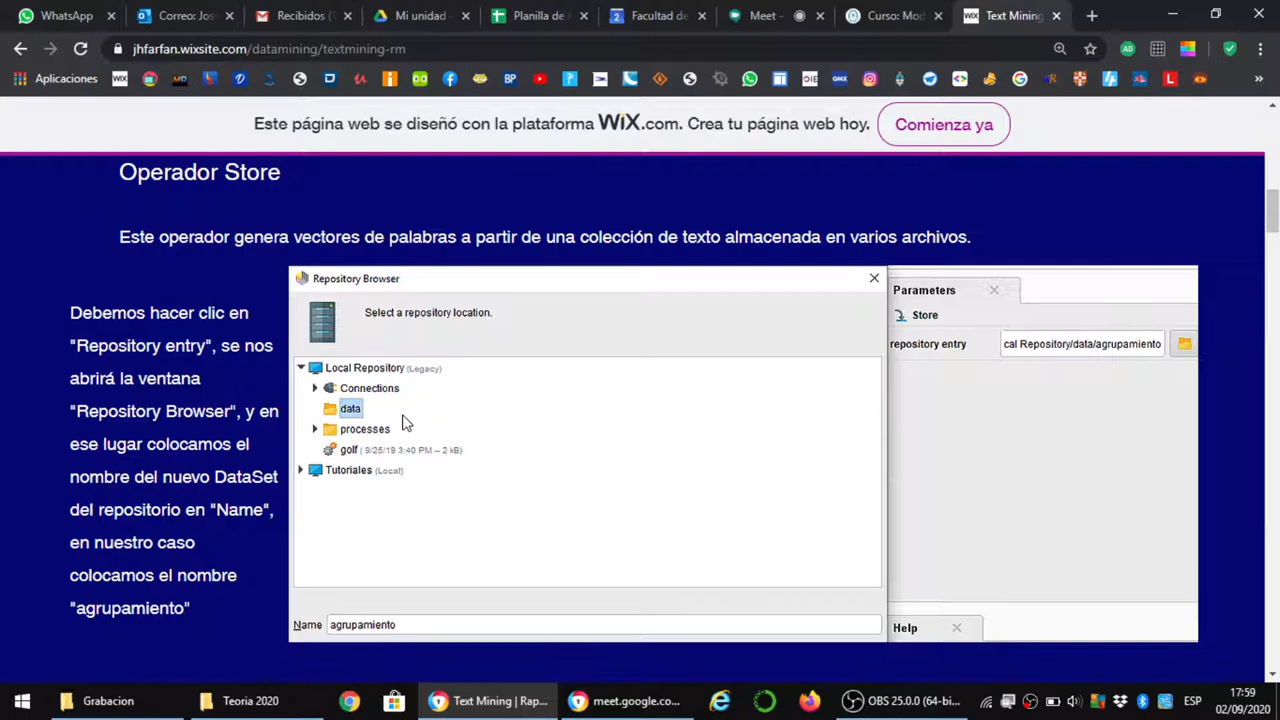 WhatsApp
Correo: Jos
Recibidos (
Mi unidad -
Planilla de
Facultad de
Meet -
Curso: Mod
Text Mining
jhfarfan.wixsite.com/datamining/textmining-rm
Aplicaciones
Este página web se diseñó con la plataforma WiX.com. Crea tu página web hoy.
Comienza ya
Operador Store
Este operador genera vectores de palabras a partir de una colección de texto almacenada en varios archivos.
Debemos hacer clic en
"Repository entry", se nos
abrirá la ventana
"Repository Browser", y en
ese lugar colocamos el
nombre del nuevo DataSet
del repositorio en "Name",
en nuestro caso
colocamos el nombre
"agrupamiento"
Repository Browser
Select a repository location.
Local Repository (Legacy)
Connections
data
processes
golf ( 9/25/19 3:40 PM – 2 kB)
Tutoriales (Local)
Name agrupamiento
Parameters
Store
repository entry
cal Repository/data/agrupamiento
Help
Grabacion
Teoria 2020
Text Mining | Rap...
meet.google.co...
OBS 25.0.0 (64-bi...
ESP
17:59
02/09/2020